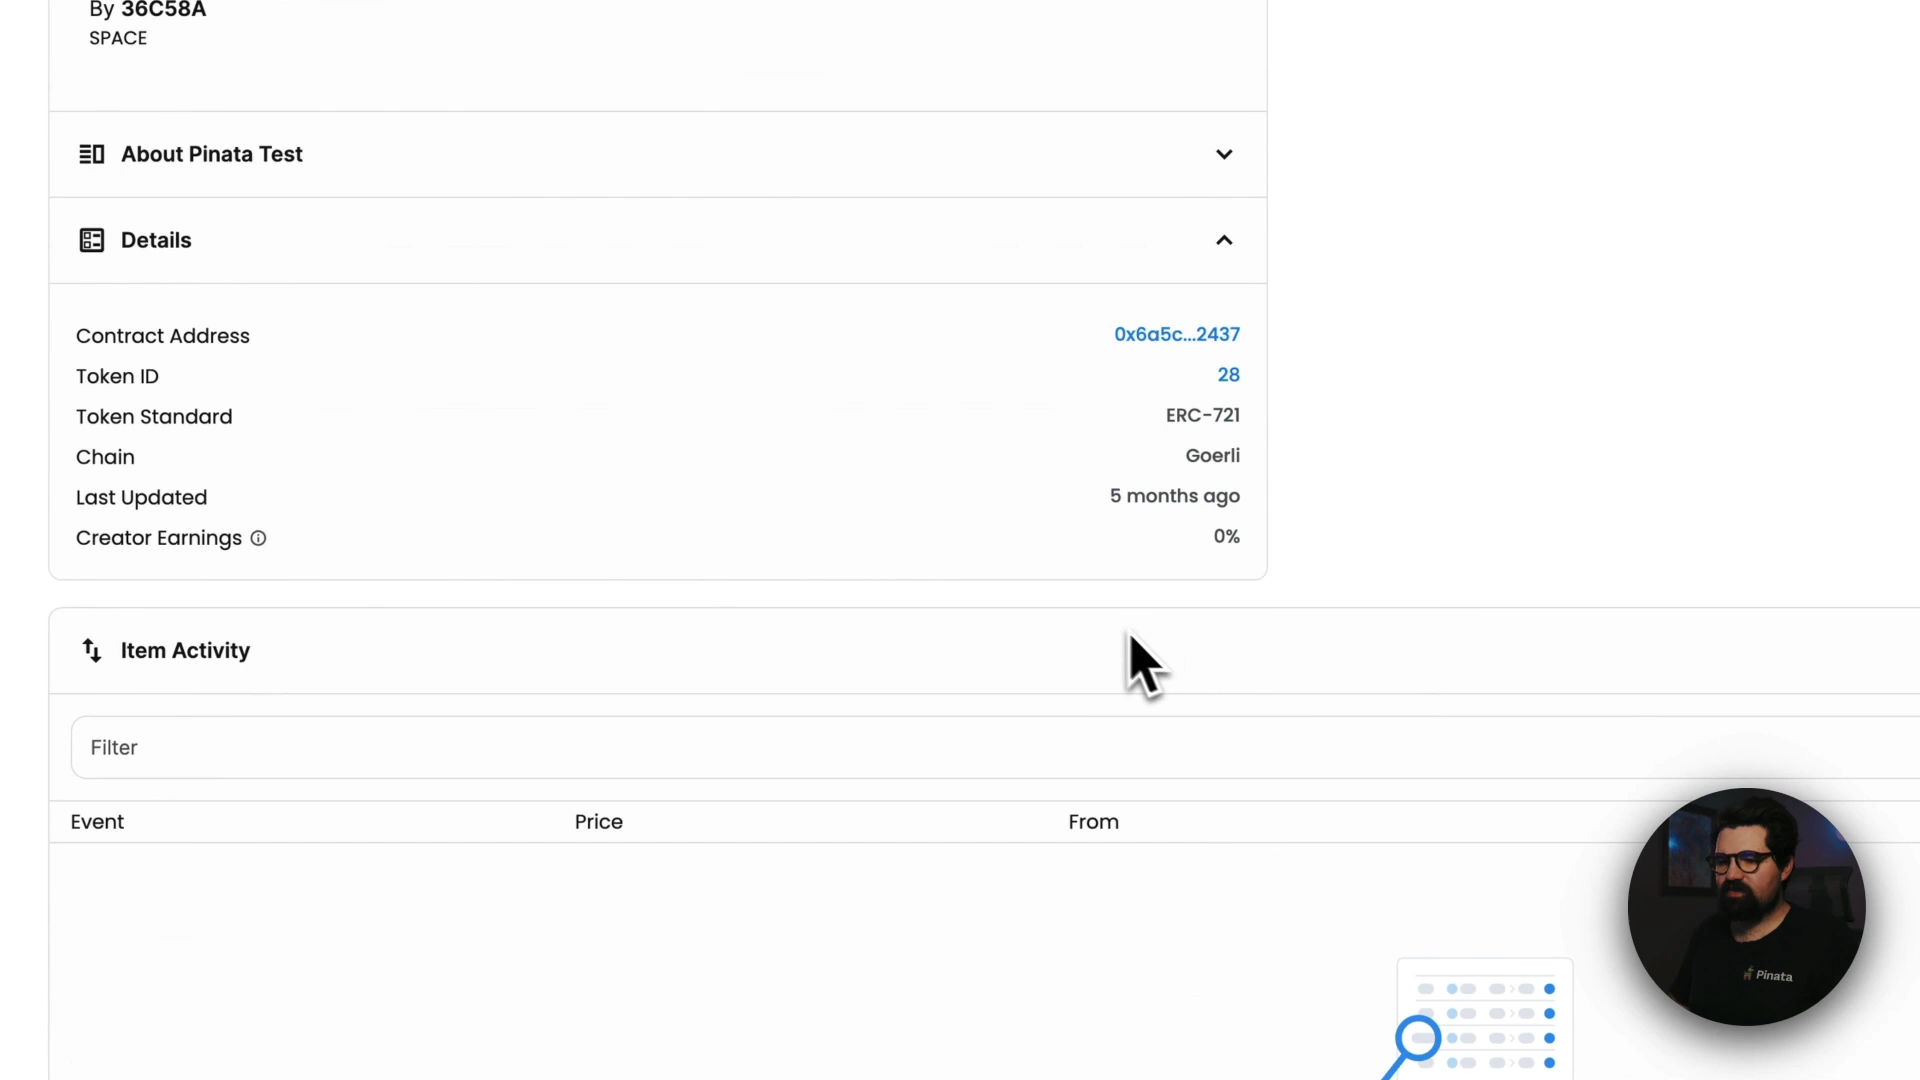 By 36C58A
SPACE
About Pinata Test
Details
Contract Address 0x6a5c...2437
Token ID 28
Token Standard ERC-721
Chain Goerli
Last Updated 5 months ago
Creator Earnings 0%
Item Activity
Filter
Event Price From
Pinata